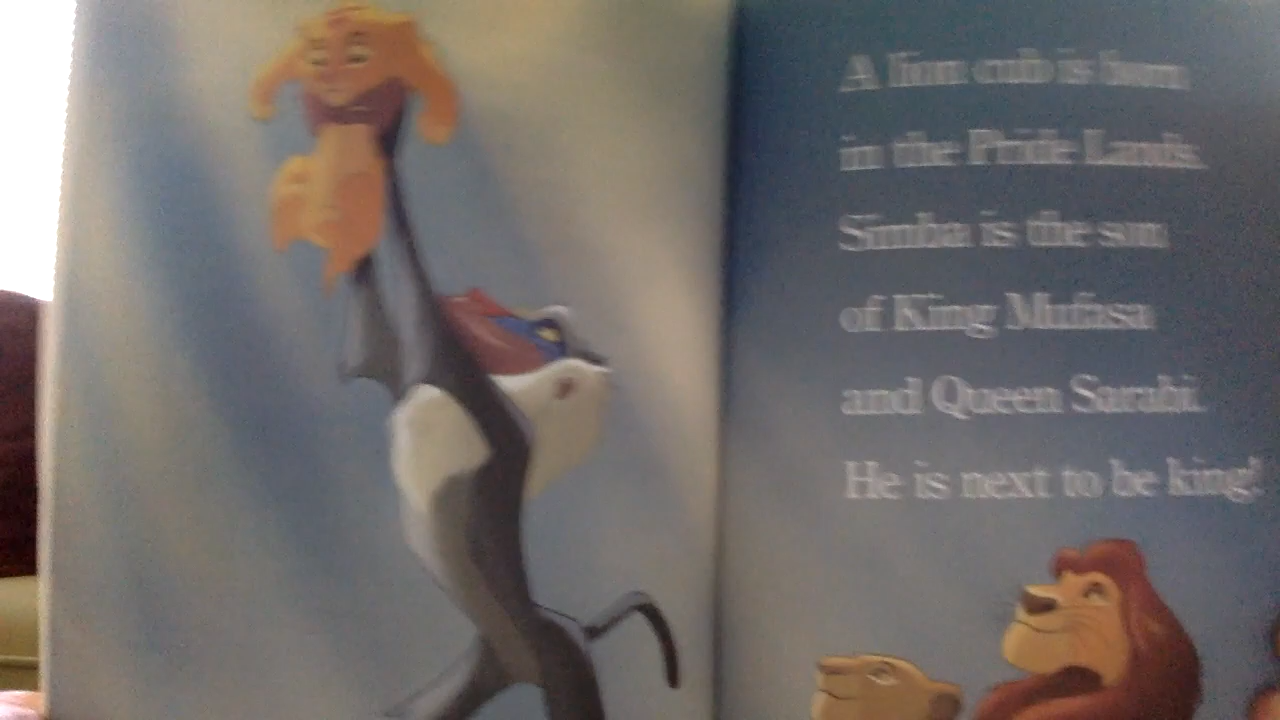 A lion cub is born
in the Pride Lands.
Simba is the son
of King Mufasa
and Queen Sarabi.
He is next to be king!